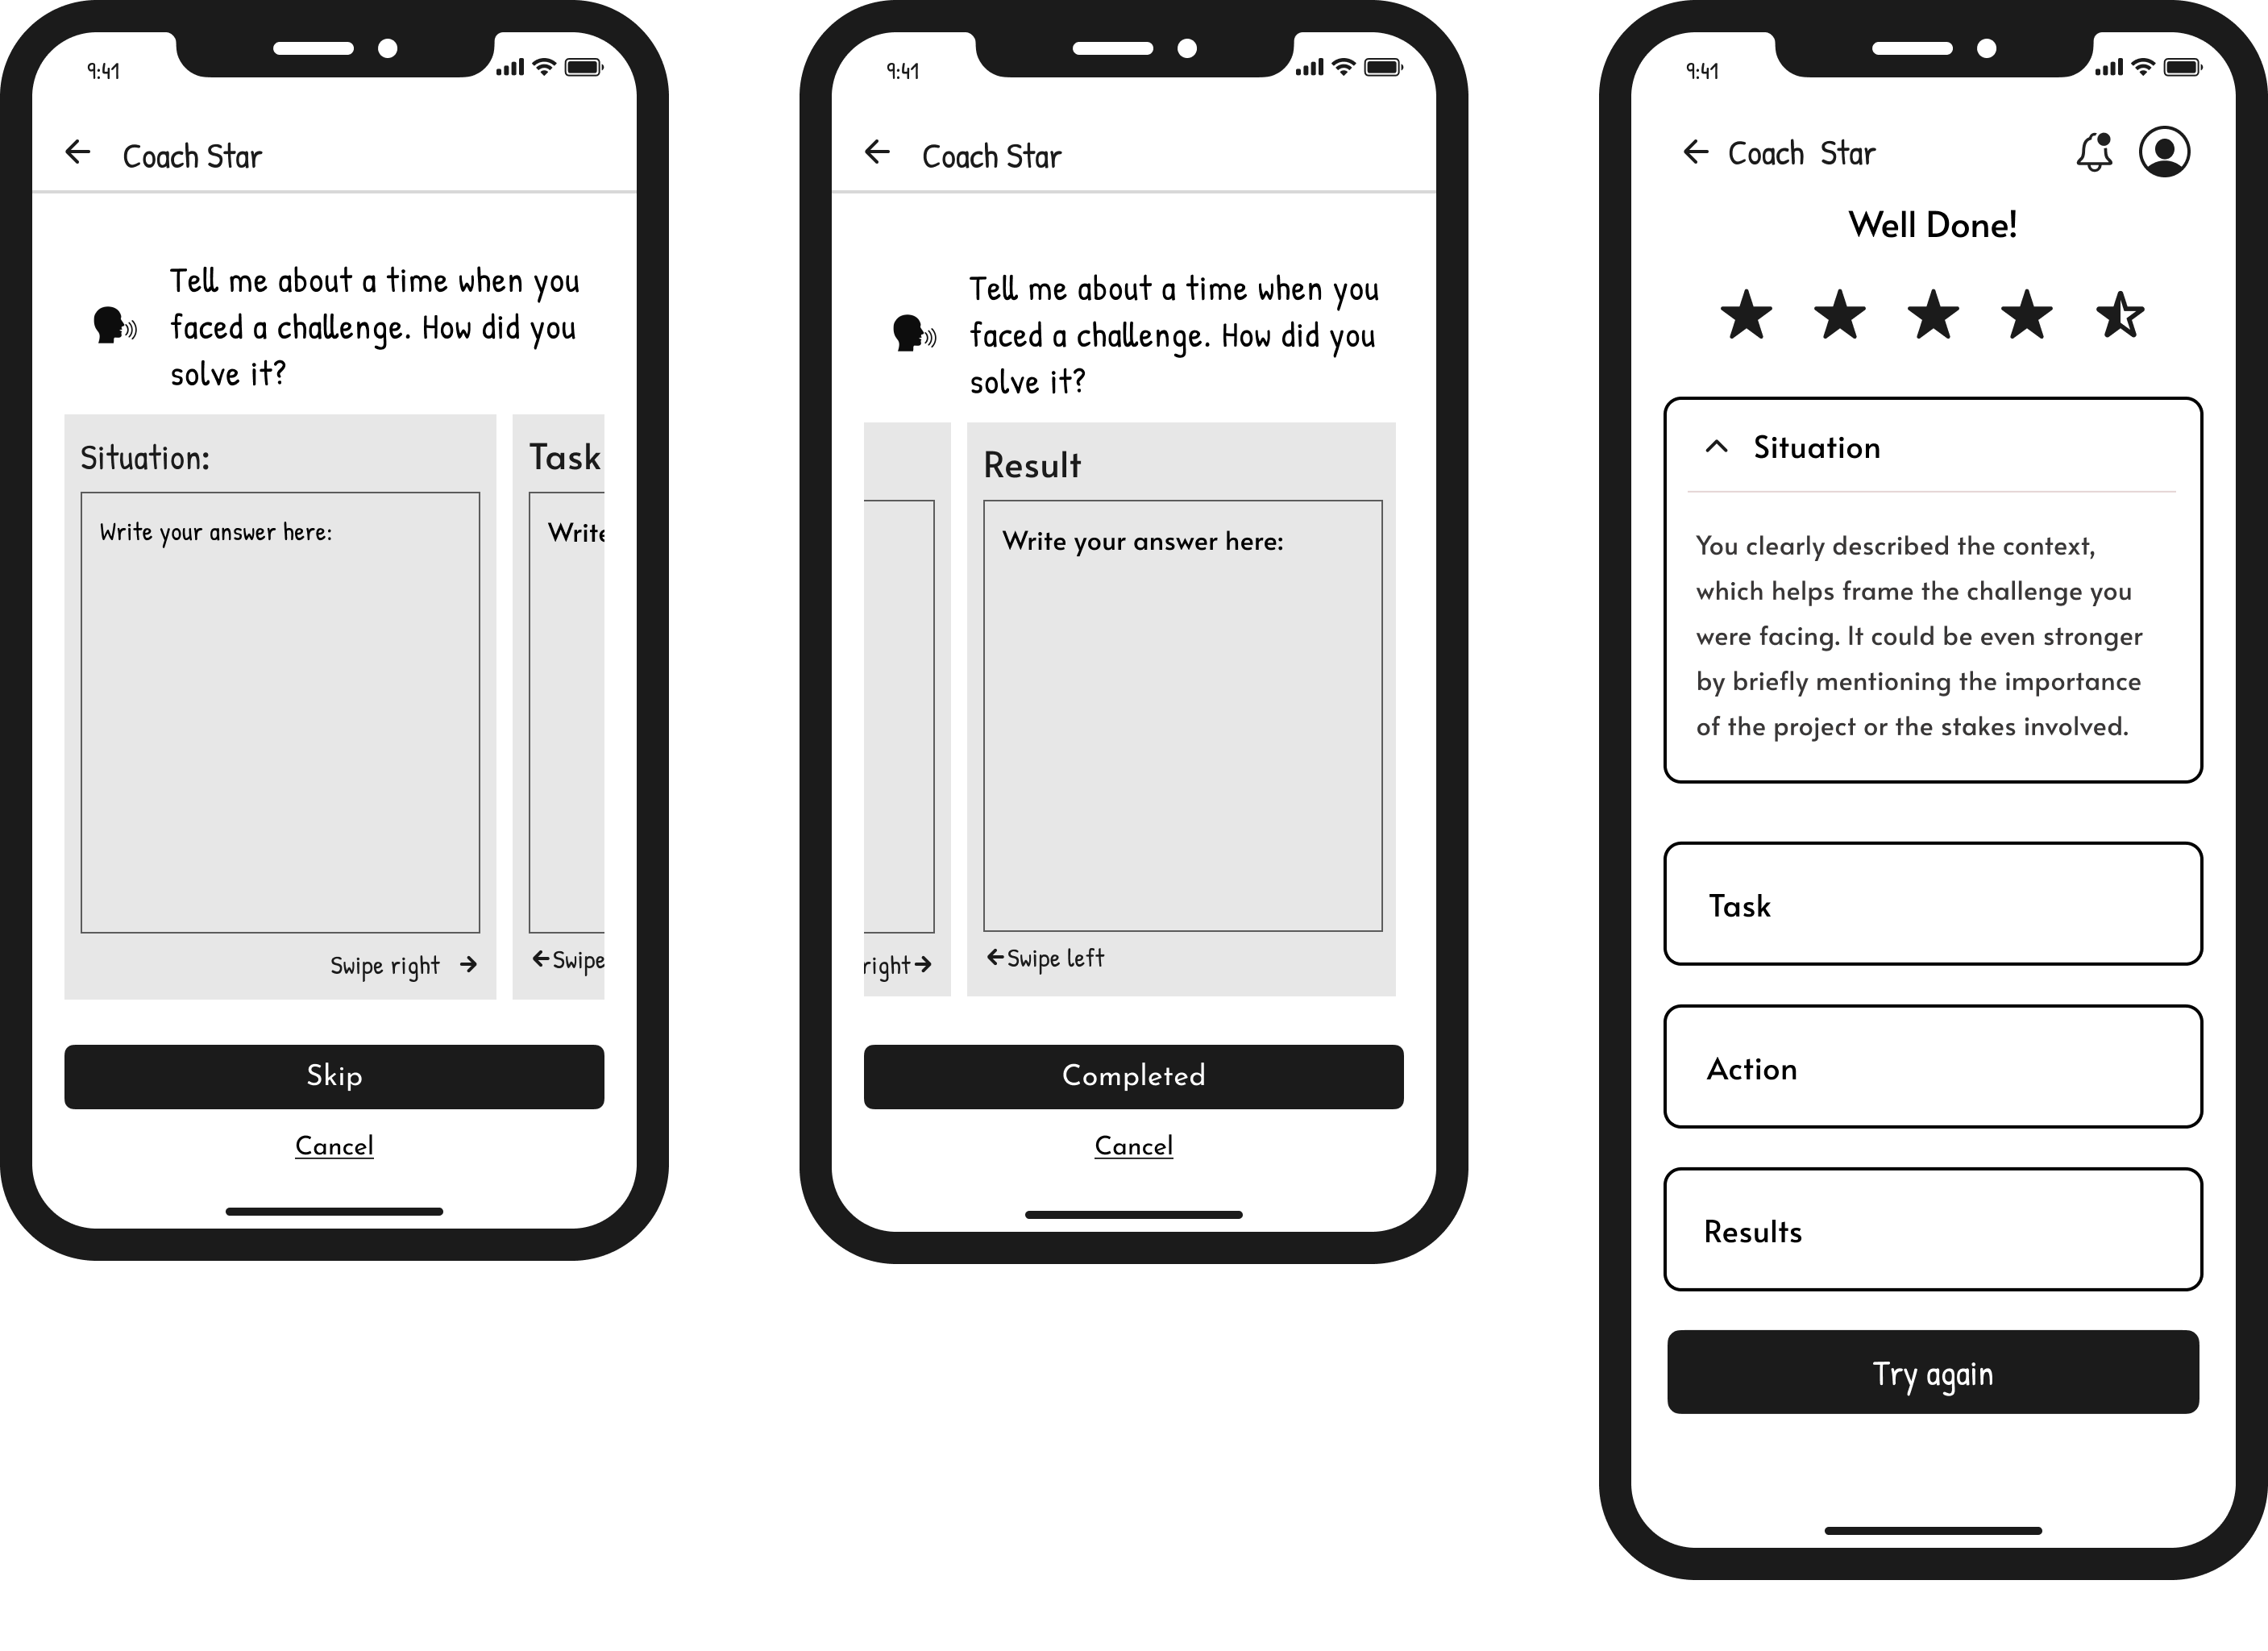 9:41
Coach Star
Tell me about a time when you
faced a challenge. How did you
solve it?
Situation:
Write your answer here:
Swipe right
Task
Write
Swipe
Skip
Cancel
9:41
Coach Star
Tell me about a time when you
faced a challenge. How did you
solve it?
right
Result
Write your answer here:
Swipe left
Completed
Cancel
9:41
Coach Star
Well Done!
Situation
You clearly described the context,
which helps frame the challenge you
were facing. It could be even stronger
by briefly mentioning the importance
of the project or the stakes involved.
Task
Action
Results
Try again